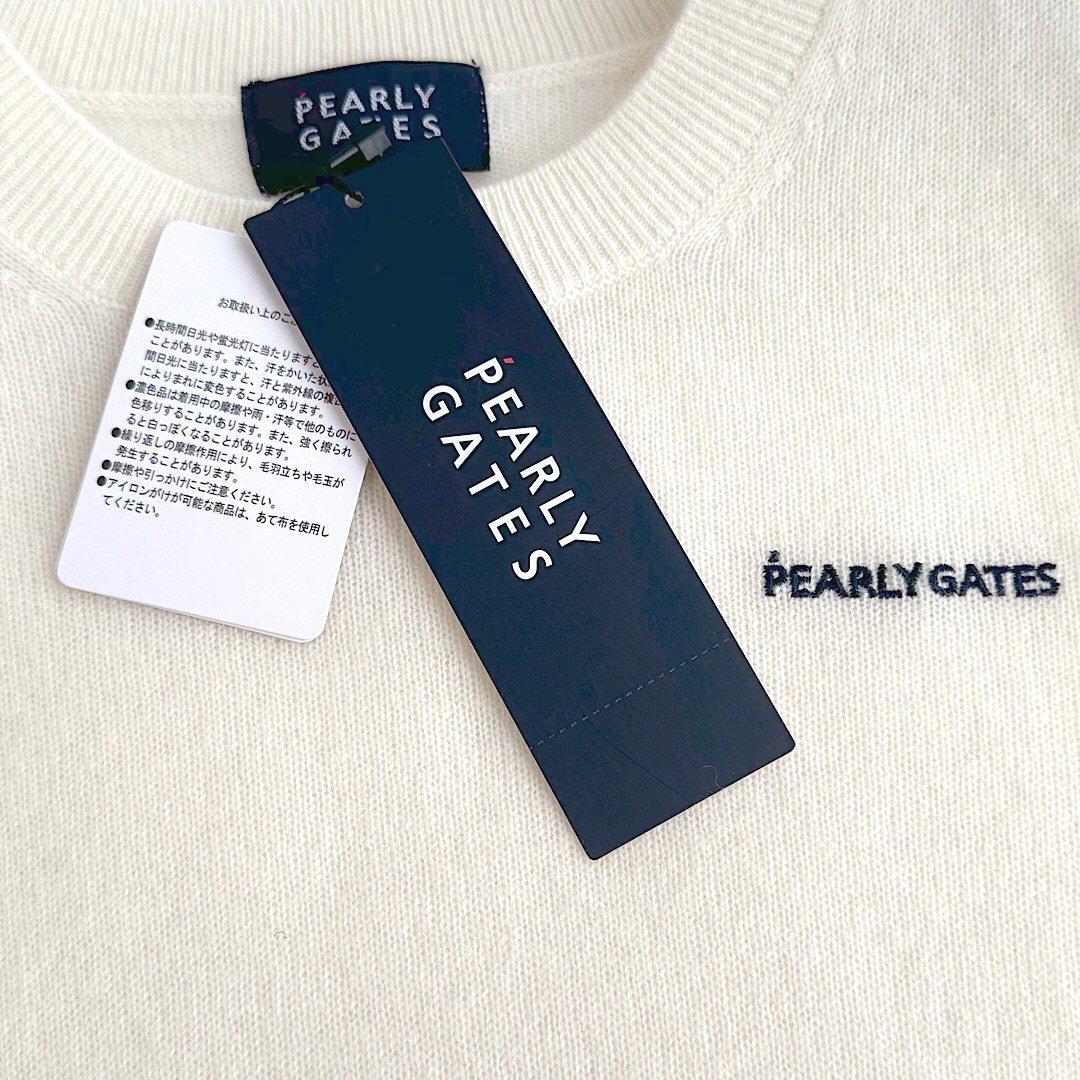 PEARLY
GATES
お取扱い上のご
●長時間日光や蛍光灯に当たりますと
ことがあります。また、汗をかいた状
間日光に当たりますと、汗と紫外線の複合
によりまれに変色することがあります。
●濃色品は着用中の摩擦や雨・汗等で他のものに
色移りすることがあります。また、強く擦られ
ると白っぽくなることがあります。
●繰り返しの摩擦作用により、毛羽立ちや毛玉が
発生することがあります。
●摩擦や引っかけにご注意ください。
●アイロンがけが可能な商品は、あて布を使用し
てください。
PEARLY
GATES
PEARLY GATES